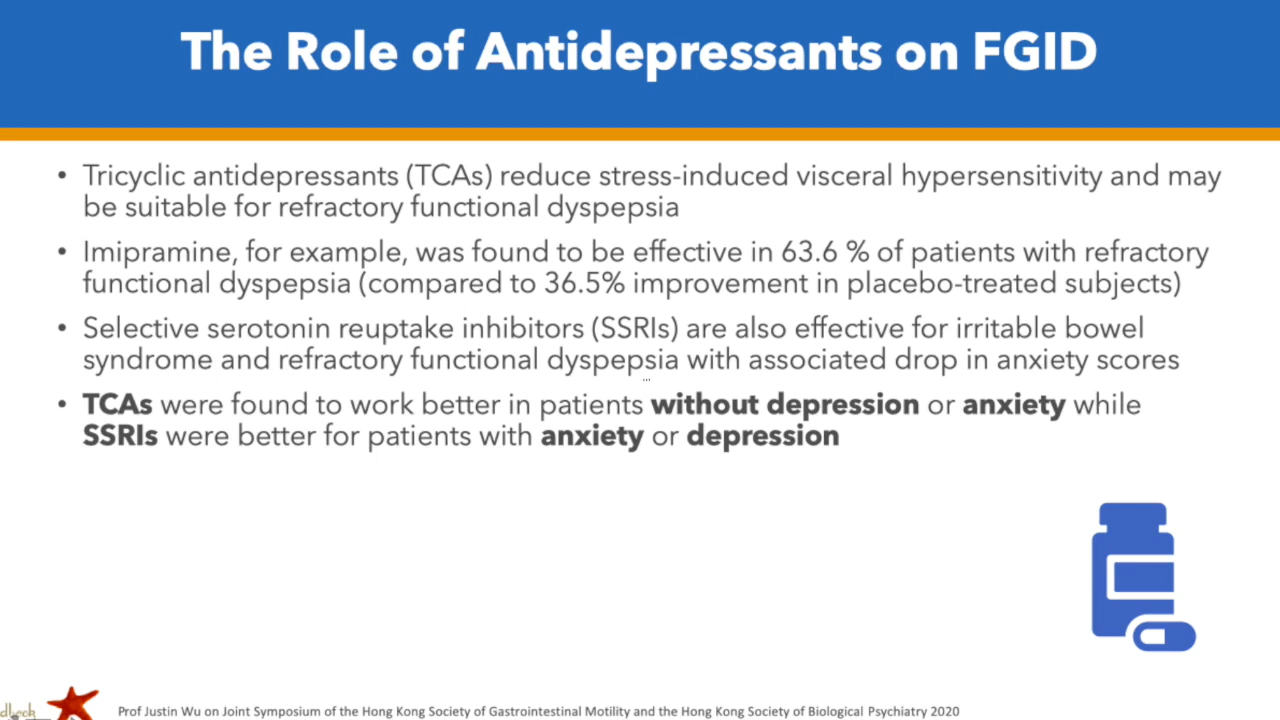 The Role of Antidepressants on FGID
• Tricyclic antidepressants (TCAs) reduce stress-induced visceral hypersensitivity and may
be suitable for refractory functional dyspepsia
• Imipramine, for example, was found to be effective in 63.6 % of patients with refractory
functional dyspepsia (compared to 36.5% improvement in placebo-treated subjects)
• Selective serotonin reuptake inhibitors (SSRIs) are also effective for irritable bowel
syndrome and refractory functional dyspepsia with associated drop in anxiety scores
• TCAs were found to work better in patients without depression or anxiety while
SSRIs were better for patients with anxiety or depression
Prof Justin Wu on Joint Symposium of the Hong Kong Society of Gastrointestinal Motility and the Hong Kong Society of Biological Psychiatry 2020